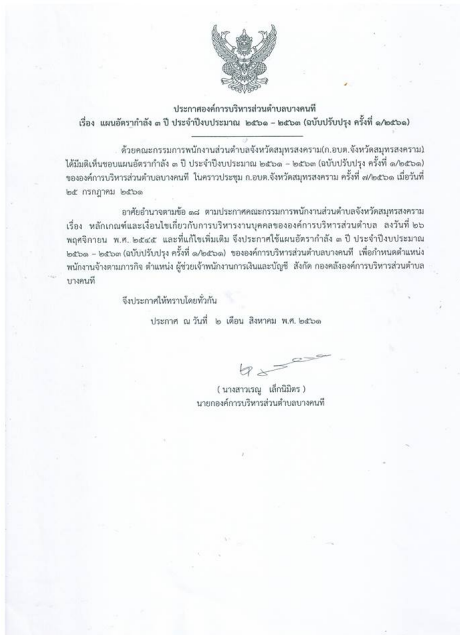 ประกาศองค์การบริหารส่วนตำบลบางคนที
เรื่อง แผนอัตรากำลัง ๓ ปี ประจำปีงบประมาณ ๒๕๖๑ - ๒๕๖๓ (ฉบับปรับปรุง ครั้งที่ ๑/๒๕๖๑)
ด้วยคณะกรรมการพนักงานส่วนตำบลจังหวัดสมุทรสงคราม(ก.อบต.จังหวัดสมุทรสงคราม)
ได้มีมติเห็นชอบแผนอัตรากำลัง ๓ ปี ประจำปีงบประมาณ ๒๕๖๑ - ๒๕๖๓ (ฉบับปรับปรุง ครั้งที่ ๑/๒๕๖๑)
ขององค์การบริหารส่วนตำบลบางคนที ในคราวประชุม ก.อบต.จังหวัดสมุทรสงคราม ครั้งที่ ๗/๒๕๖๑ เมื่อวันที่
๒๕ กรกฎาคม ๒๕๖๑
อาศัยอำนาจตามข้อ ๑๘ ตามประกาศคณะกรรมการพนักงานส่วนตำบลจังหวัดสมุทรสงคราม
เรื่อง หลักเกณฑ์และเงื่อนไขเกี่ยวกับการบริหารงานบุคคลขององค์การบริหารส่วนตำบล ลงวันที่ ๒๖
พฤศจิกายน พ.ศ. ๒๕๔๕ และที่แก้ไขเพิ่มเติม จึงประกาศใช้แผนอัตรากำลัง ๓ ปี ประจำปีงบประมาณ
๒๕๖๑ - ๒๕๖๓ (ฉบับปรับปรุง ครั้งที่ ๑/๒๕๖๑) ขององค์การบริหารส่วนตำบลบางคนที เพื่อกำหนดตำแหน่ง
พนักงานจ้างตามภารกิจ ตำแหน่ง ผู้ช่วยเจ้าพนักงานการเงินและบัญชี สังกัด กองคลังองค์การบริหารส่วนตำบล
บางคนที
จึงประกาศให้ทราบโดยทั่วกัน
ประกาศ ณ วันที่ ๒ เดือน สิงหาคม พ.ศ. ๒๕๖๑
( นางสาวเรณู เล็กนิมิตร )
นายกองค์การบริหารส่วนตำบลบางคนที